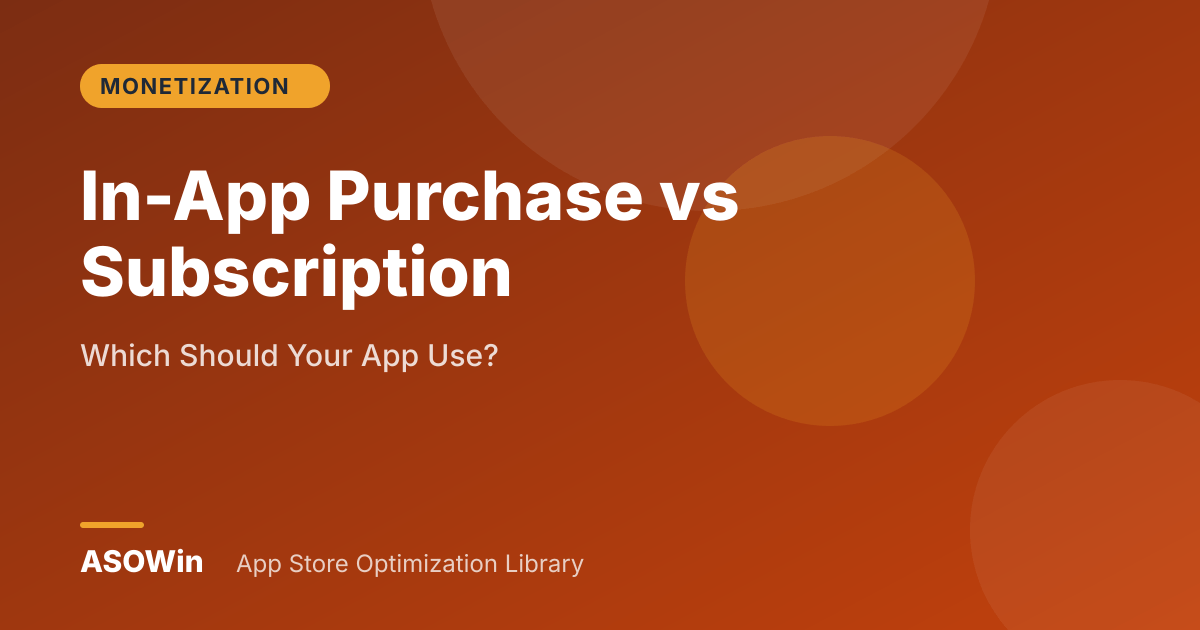 MONETIZATION
In-App Purchase vs
Subscription
Which Should Your App Use?
ASOWin App Store Optimization Library